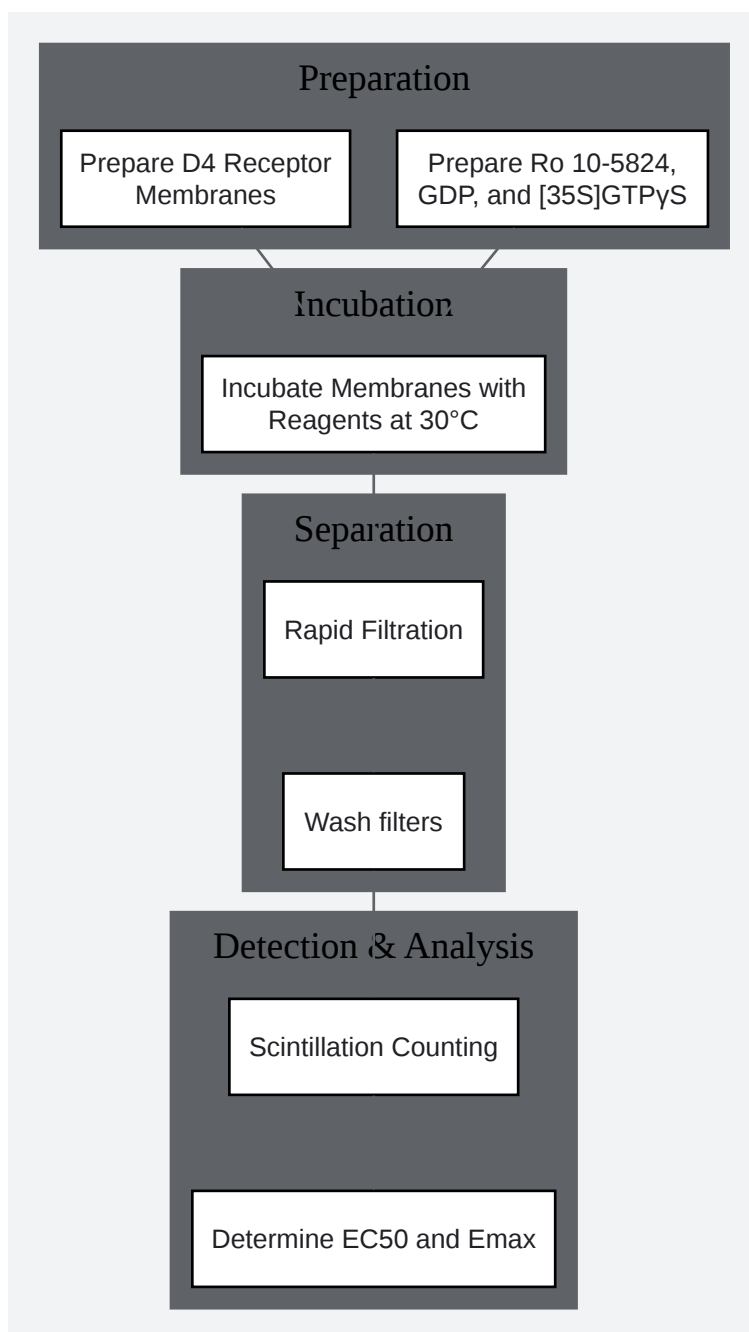 Preparation
Prepare D4 Receptor
Membranes
Prepare Ro 10-5824,
GDP, and [35S]GTPγS
Incubation
Incubate Membranes with
Reagents at 30°C
Separation
Rapid Filtration
Wash filters
Detection & Analysis
Scintillation Counting
Determine EC50 and Emax